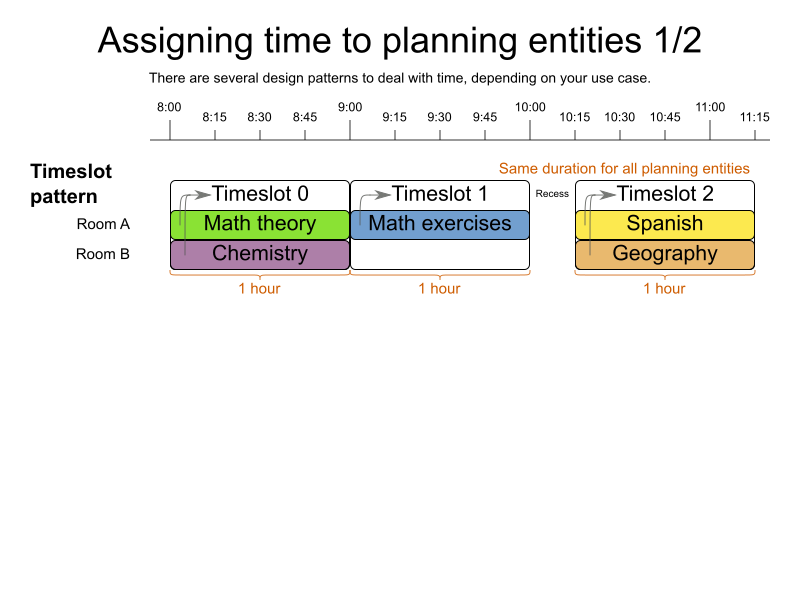 Assigning time to planning entities 1/2
There are several design patterns to deal with time, depending on your use case.
8:00 8:15 8:30 8:45 9:00 9:15 9:30 9:45 10:00 10:15 10:30 10:45 11:00 11:15
Same duration for all planning entities
Timeslot
pattern
Timeslot 0 Timeslot 1 Recess Timeslot 2
Room A Math theory Math exercises Spanish
Room B Chemistry Geography
1 hour 1 hour 1 hour